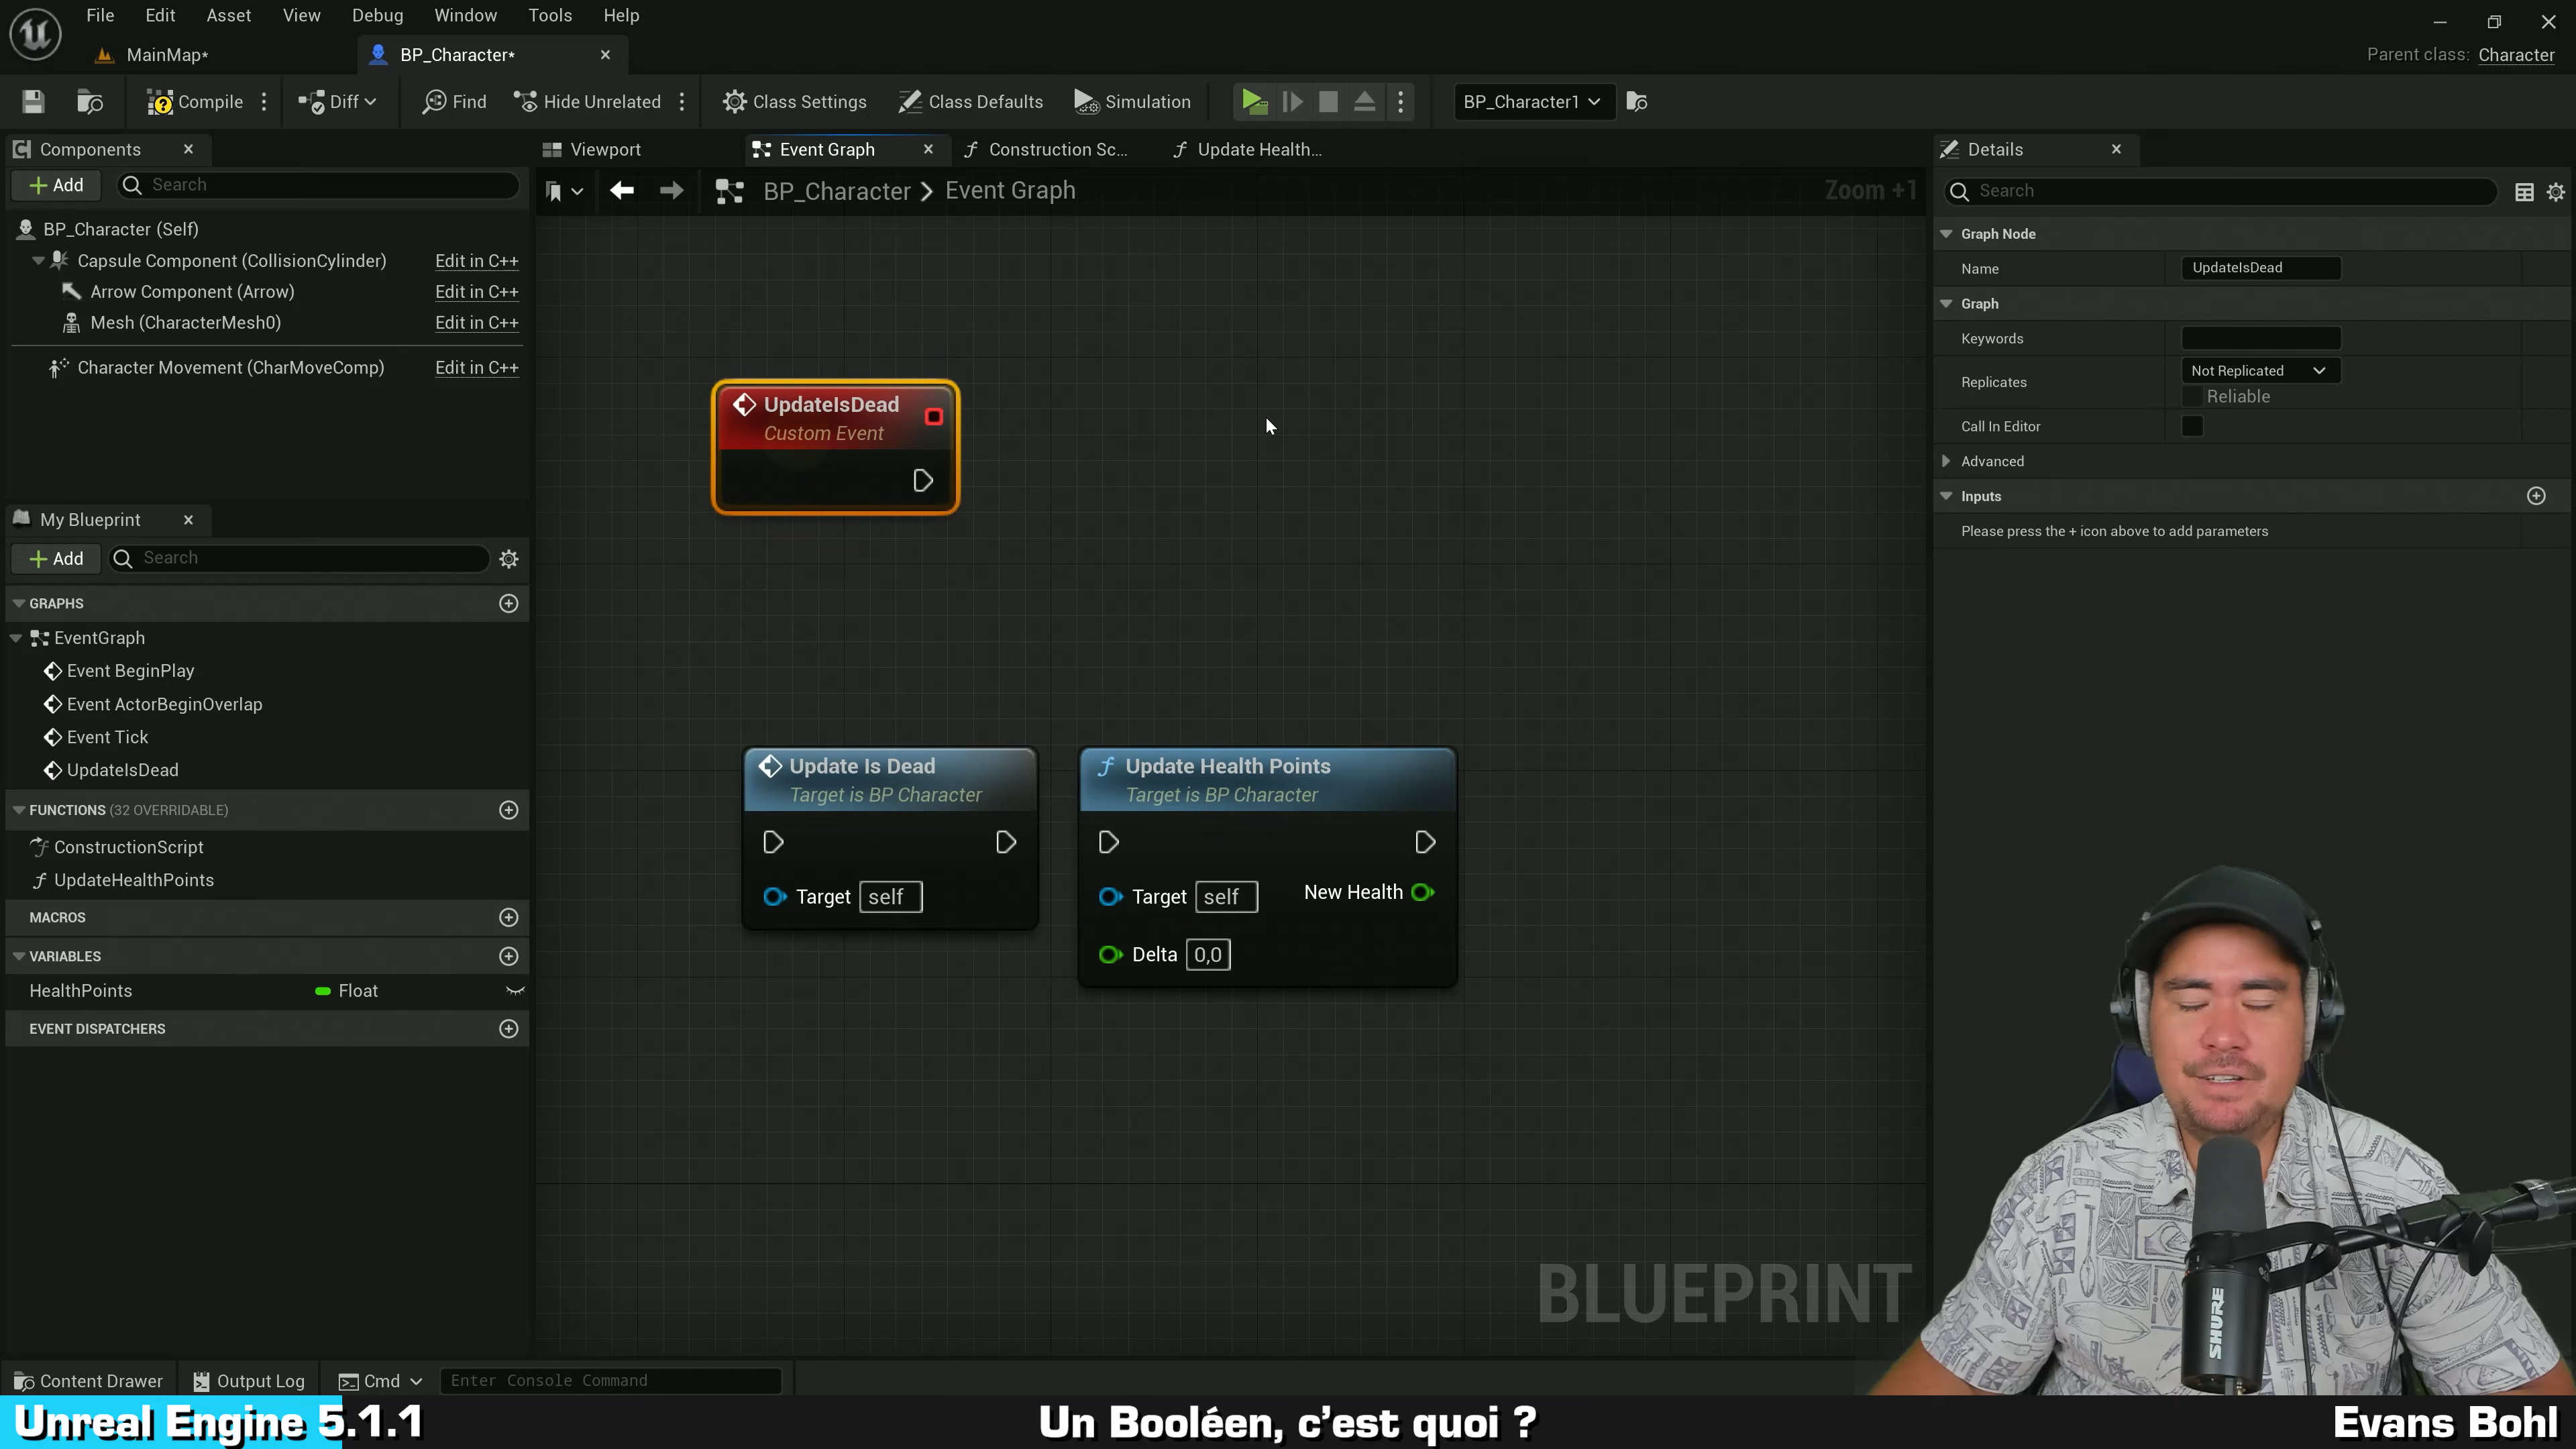 File Edit Asset View Debug Window Tools Help
MainMap* BP_Character* Parent class: Character
Compile Diff Find Hide Unrelated Class Settings Class Defaults Simulation BP_Character1
Components Viewport Event Graph Construction Sc... Update Health... Details
Add Search BP_Character > Event Graph Zoom +1 Search
BP_Character (Self)
Capsule Component (CollisionCylinder) Edit in C++
Arrow Component (Arrow) Edit in C++
Mesh (CharacterMesh0) Edit in C++
Character Movement (CharMoveComp) Edit in C++
My Blueprint
Add Search
GRAPHS
EventGraph
Event BeginPlay
Event ActorBeginOverlap
Event Tick
UpdateIsDead
FUNCTIONS (32 OVERRIDABLE)
ConstructionScript
UpdateHealthPoints
MACROS
VARIABLES
HealthPoints Float
EVENT DISPATCHERS
UpdateIsDead
Custom Event
Update Is Dead
Target is BP Character
Target self
Update Health Points
Target is BP Character
Target self New Health
Delta 0,0
BLUEPRINT
Graph Node
Name UpdateIsDead
Graph
Keywords
Replicates Not Replicated
Reliable
Call In Editor
Advanced
Inputs
Please press the + icon above to add parameters
SHURE
Content Drawer Output Log Cmd Enter Console Command
Unreal Engine 5.1.1 Un Booléen, c'est quoi ? Evans Bohl